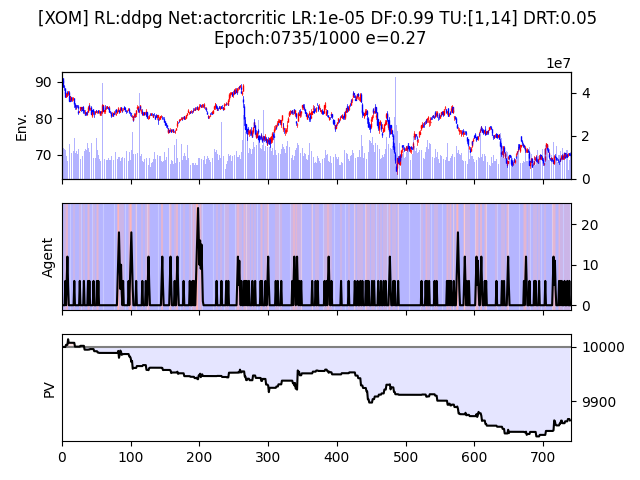 [XOM] RL:ddpg Net:actorcritic LR:1e-05 DF:0.99 TU:[1,14] DRT:0.05
Epoch:0735/1000 e=0.27
1e7
90
80
70
Env.
4
2
0
Agent
20
10
0
PV
10000
9900
0 100 200 300 400 500 600 700